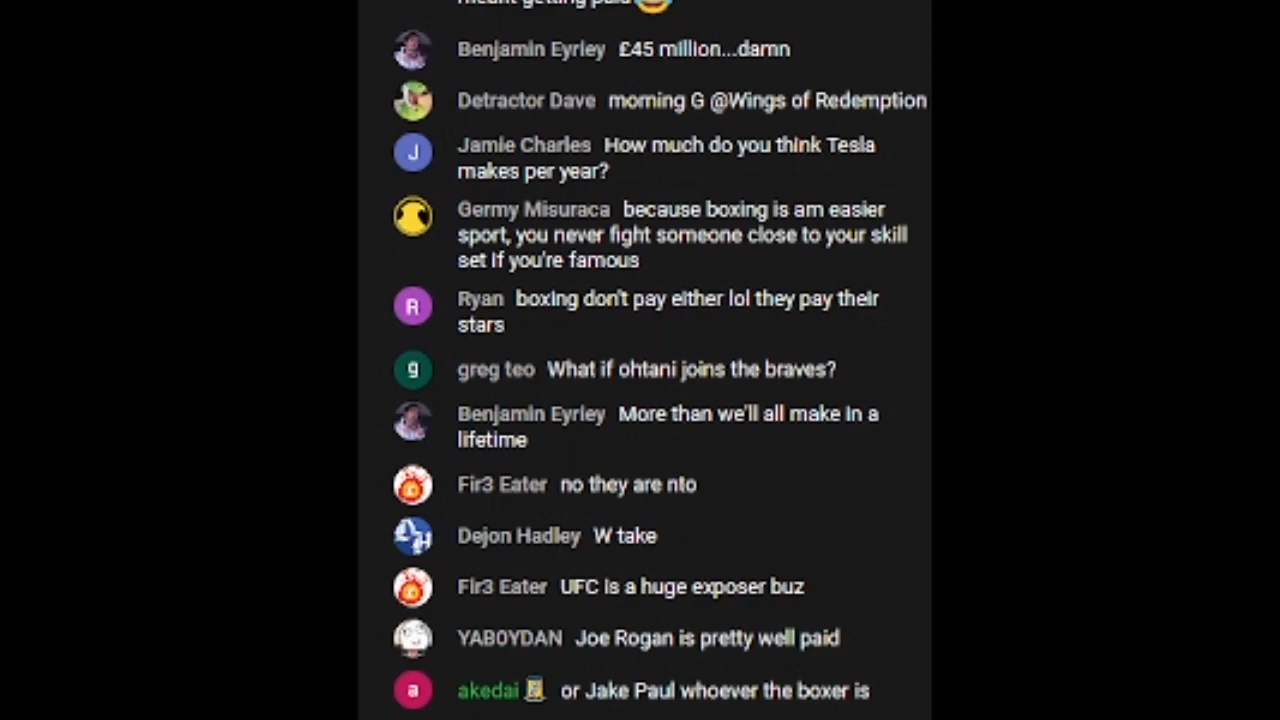 meant getting paid
Benjamin Eyrley £45 million...damn
Detractor Dave morning G @Wings of Redemption
J
Jamie Charles How much do you think Tesla
makes per year?
Germy Misuraca because boxing is am easier
sport, you never fight someone close to your skill
set if you're famous
R
Ryan boxing don't pay either lol they pay their
stars
g
greg teo What if ohtani joins the braves?
Benjamin Eyrley More than we'll all make in a
lifetime
Fir3 Eater no they are nto
Dejon Hadley W take
Fir3 Eater UFC is a huge exposer buz
YAB0YDAN Joe Rogan is pretty well paid
a
akedai or Jake Paul whoever the boxer is